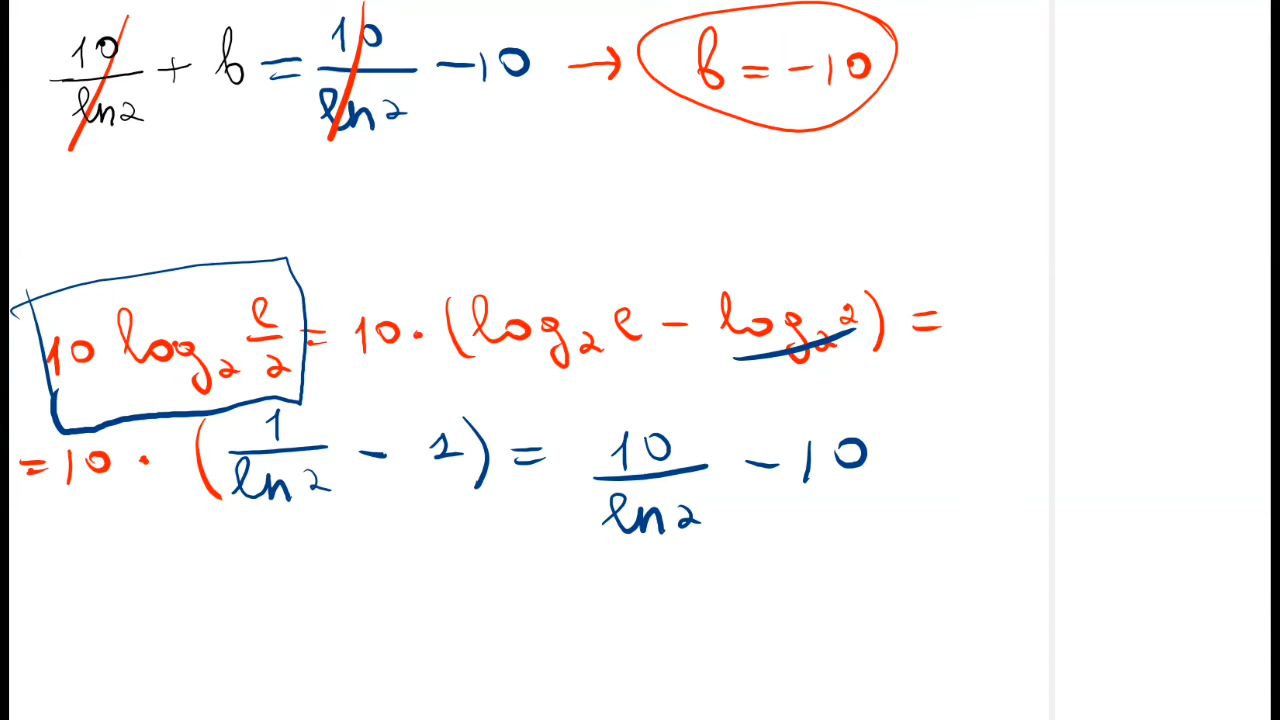 10/ln2 + b = 10/ln2 - 10 → b = -10
10 log₂ e/2 = 10 · (log₂ e - log₂ 2) =
= 10 · (1/ln2 - 1) = 10/ln2 - 10